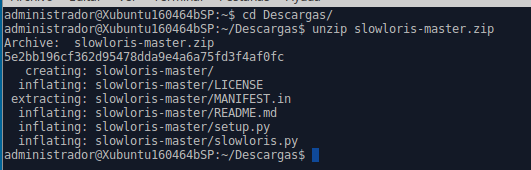 administrador@Xubuntu160464bSP:~$ cd Descargas/
administrador@Xubuntu160464bSP:~/Descargas$ unzip slowloris-master.zip
Archive:  slowloris-master.zip
5e2bb196cf362d95478dda9e4a6a75fd3f4af0fc
   creating: slowloris-master/
  inflating: slowloris-master/LICENSE
 extracting: slowloris-master/MANIFEST.in
  inflating: slowloris-master/README.md
  inflating: slowloris-master/setup.py
  inflating: slowloris-master/slowloris.py
administrador@Xubuntu160464bSP:~/Descargas$